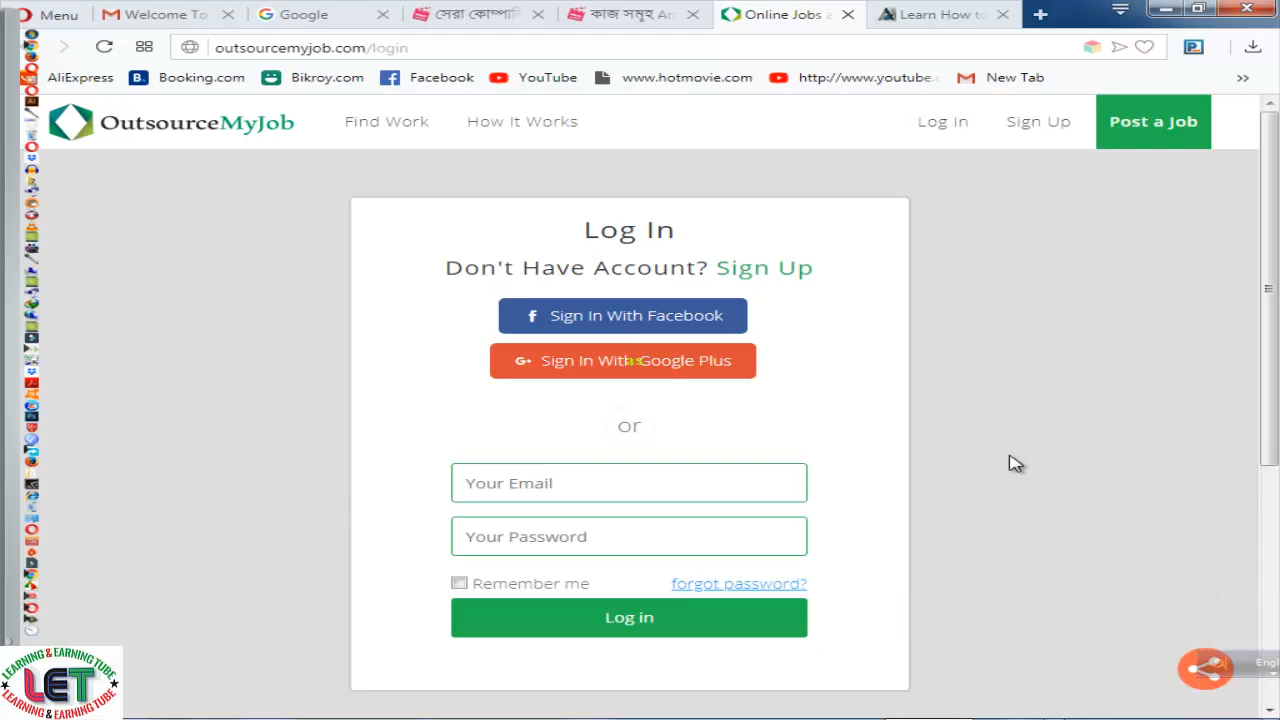 Menu
Welcome To
Google
সেরা কোম্পানি
কাজ সমূহ An
Online Jobs a
Learn How to
outsourcemyjob.com/login
AliExpress
Booking.com
Bikroy.com
Facebook
YouTube
www.hotmovie.com
http://www.youtube.
New Tab
OutsourceMyJob
Find Work
How It Works
Log In
Sign Up
Post a Job
Log In
Don't Have Account? Sign Up
Sign In With Facebook
G+ Sign In With Google Plus
or
Your Email
Your Password
Remember me
forgot password?
Log in
LEARNING & EARNING TUBE
LET
LEARNING & EARNING TUBE
Engl